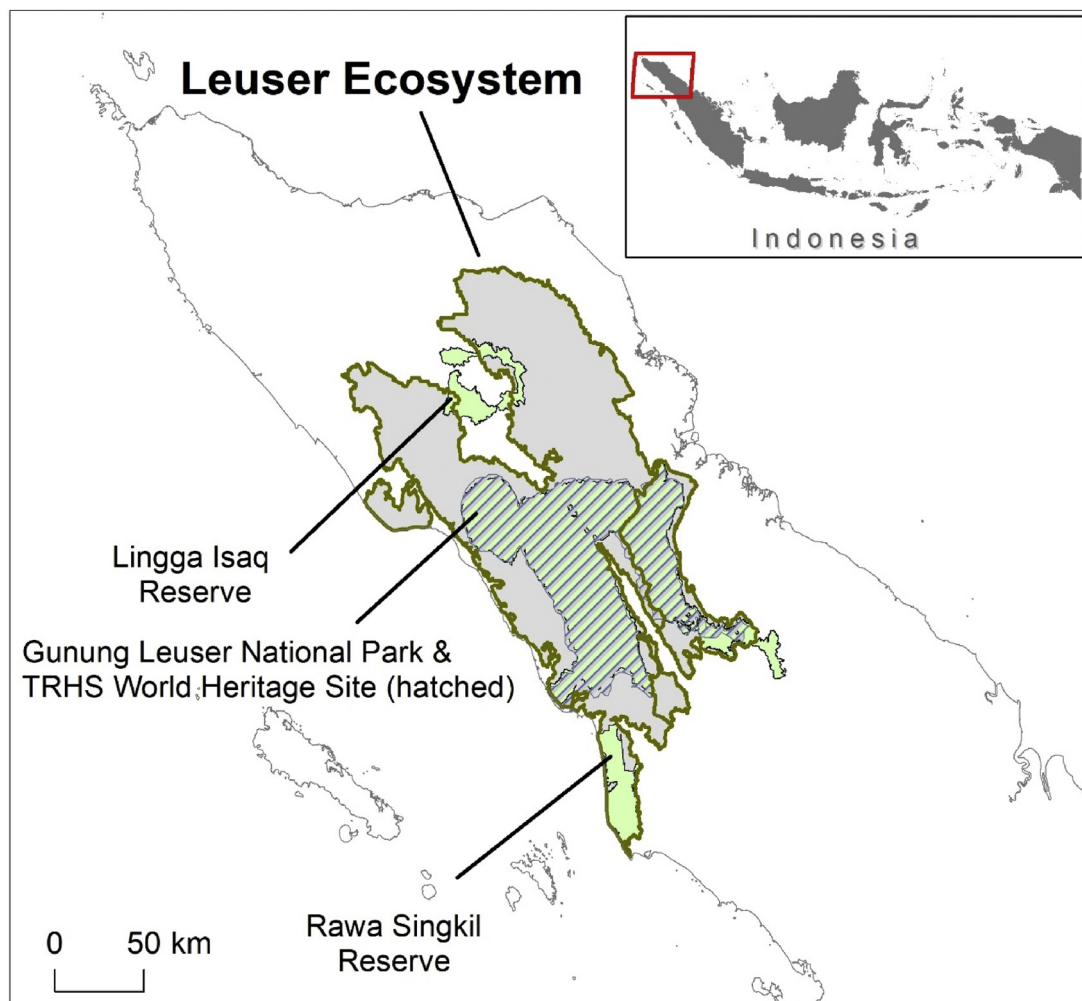 Leuser Ecosystem
Indonesia
Lingga Isaq
Reserve
Gunung Leuser National Park &
TRHS World Heritage Site (hatched)
Rawa Singkil
Reserve
0 50 km